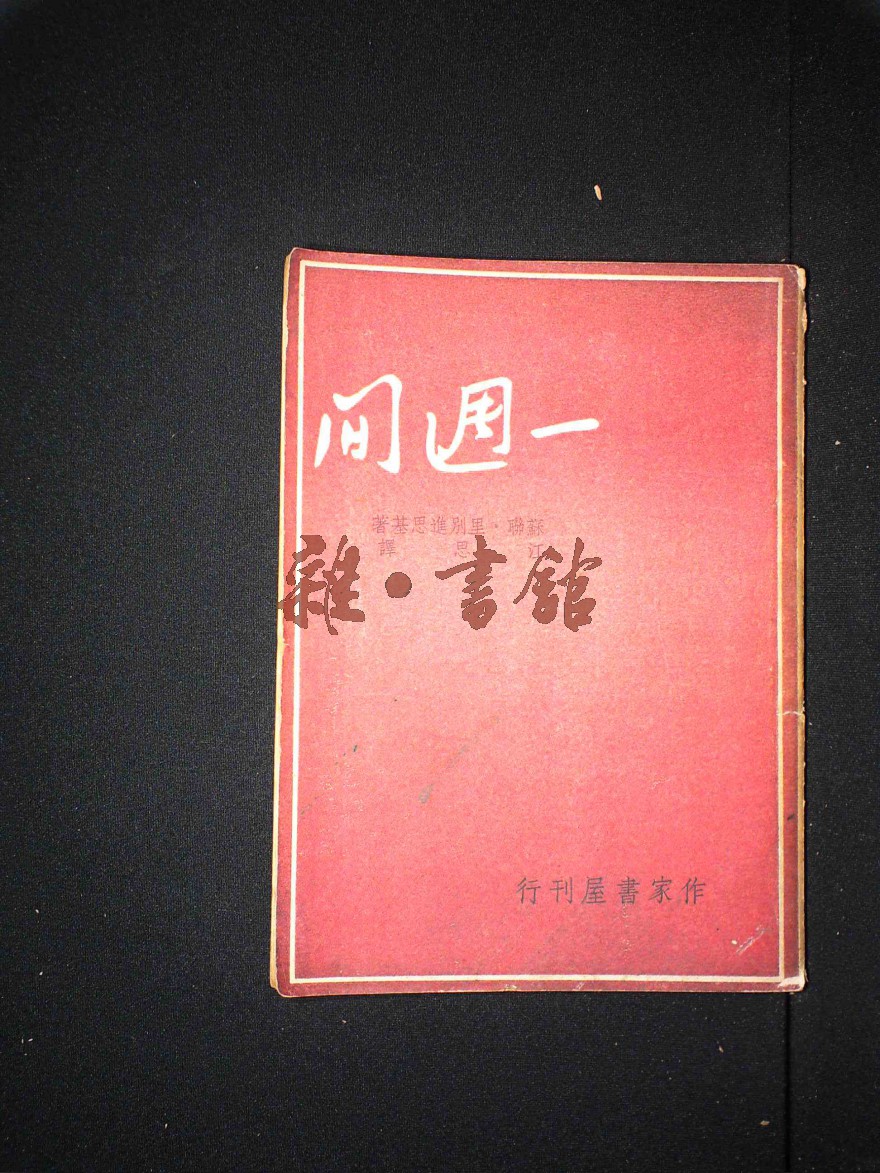 一週間
蘇聯·里別進思基著
江思譯
雜·書館
作家書屋刊行